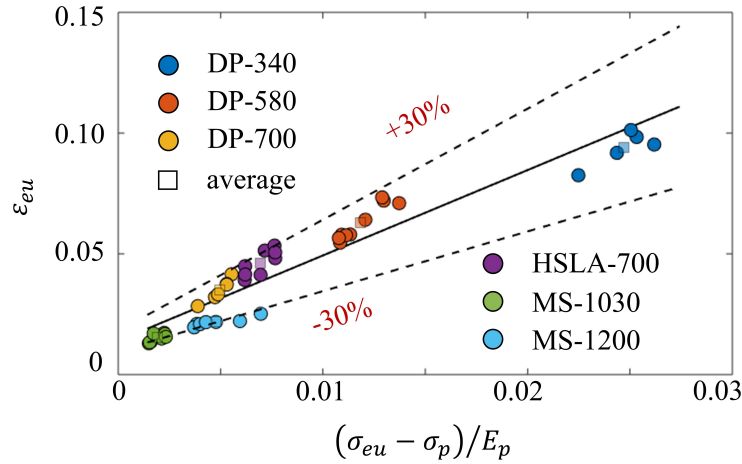 0.15
DP-340
DP-580
+30%
DP-700
0.10
average
ε_eu
0.05
HSLA-700
MS-1030
-30%
MS-1200
0
0 0.01 0.02 0.03
(σ_eu − σ_p)/E_p